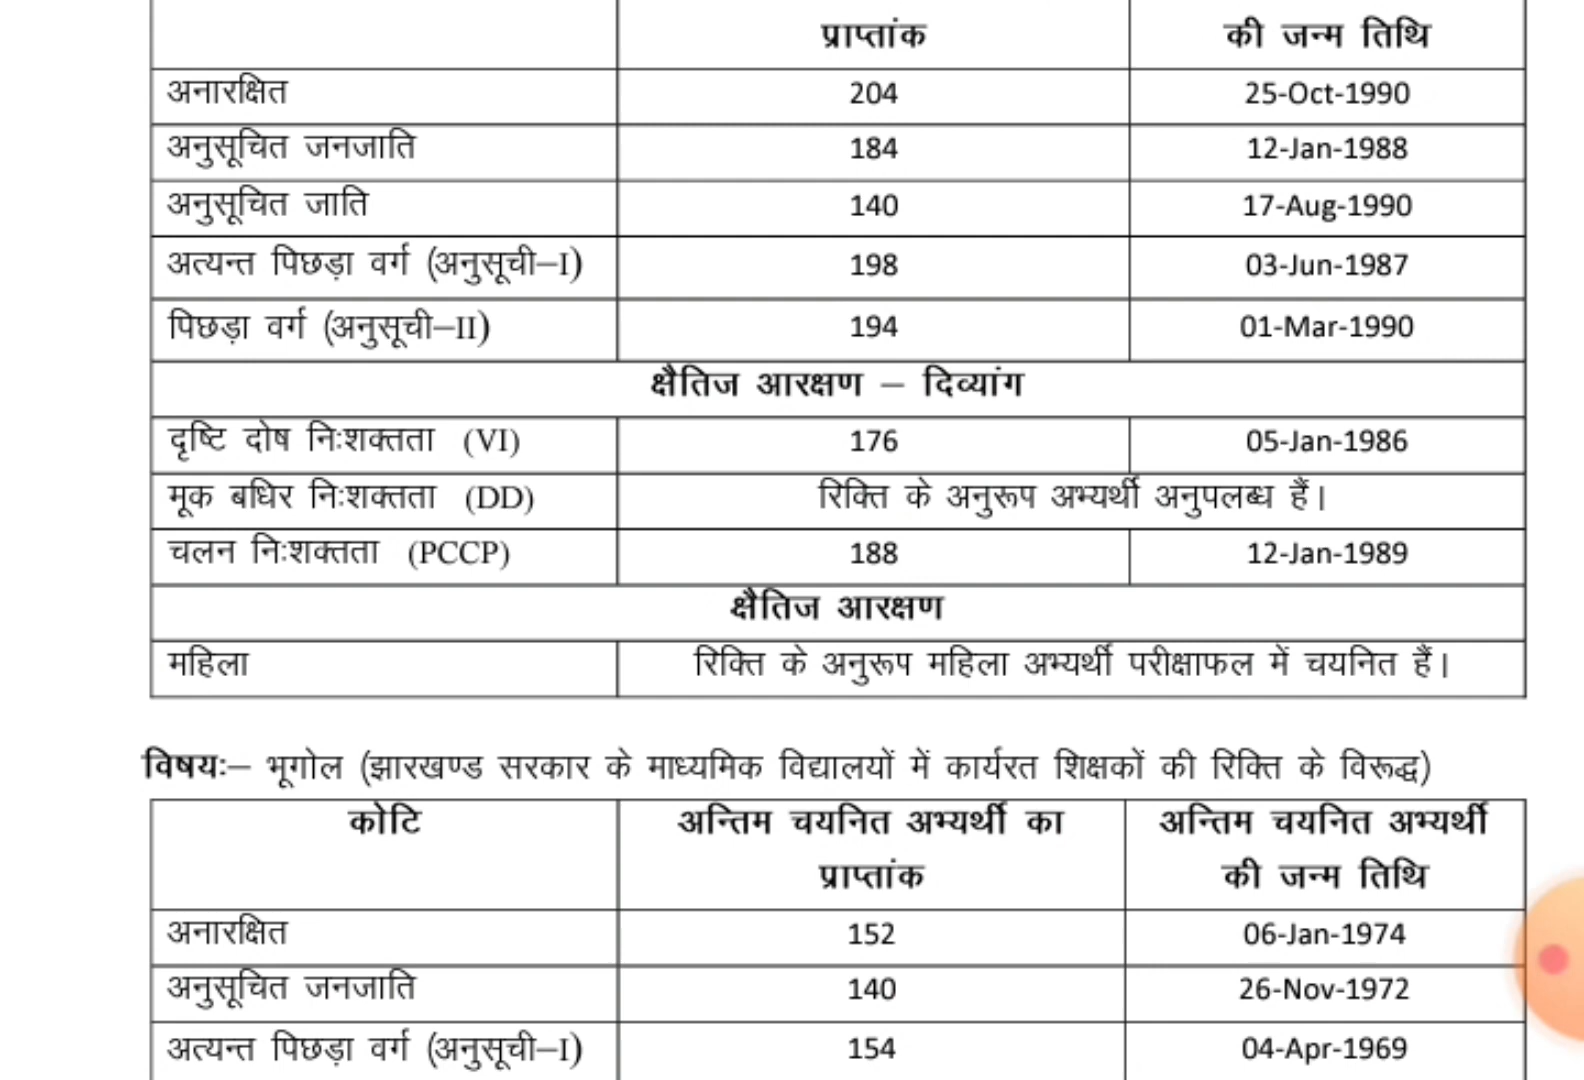 प्राप्तांक की जन्म तिथि
अनारक्षित 204 25-Oct-1990
अनुसूचित जनजाति 184 12-Jan-1988
अनुसूचित जाति 140 17-Aug-1990
अत्यन्त पिछड़ा वर्ग (अनुसूची–I) 198 03-Jun-1987
पिछड़ा वर्ग (अनुसूची–II) 194 01-Mar-1990
क्षैतिज आरक्षण – दिव्यांग
दृष्टि दोष निःशक्तता (VI) 176 05-Jan-1986
मूक बधिर निःशक्तता (DD) रिक्ति के अनुरूप अभ्यर्थी अनुपलब्ध हैं।
चलन निःशक्तता (PCCP) 188 12-Jan-1989
क्षैतिज आरक्षण
महिला रिक्ति के अनुरूप महिला अभ्यर्थी परीक्षाफल में चयनित हैं।
विषयः– भूगोल (झारखण्ड सरकार के माध्यमिक विद्यालयों में कार्यरत शिक्षकों की रिक्ति के विरूद्ध)
कोटि अन्तिम चयनित अभ्यर्थी का अन्तिम चयनित अभ्यर्थी
प्राप्तांक की जन्म तिथि
अनारक्षित 152 06-Jan-1974
अनुसूचित जनजाति 140 26-Nov-1972
अत्यन्त पिछड़ा वर्ग (अनुसूची–I) 154 04-Apr-1969